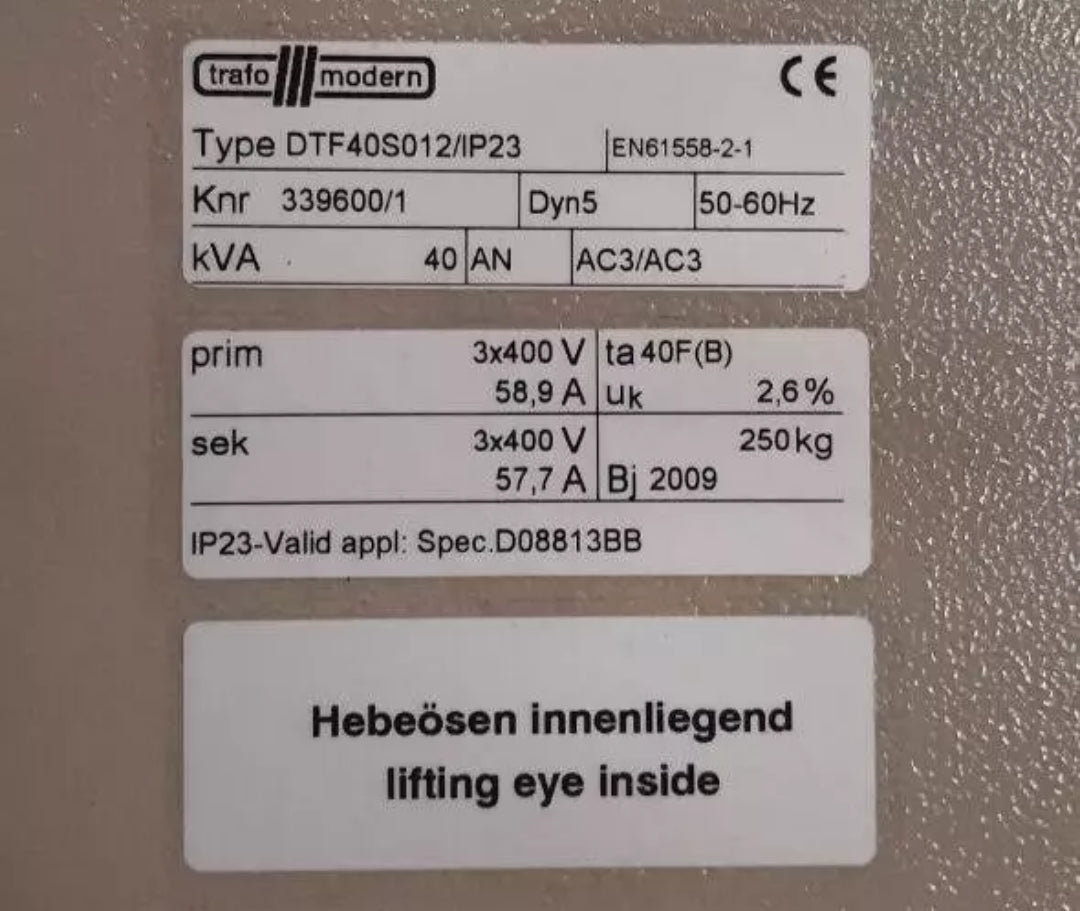 trafo modern CE
Type DTF40S012/IP23 EN61558-2-1
Knr 339600/1 Dyn5 50-60Hz
kVA 40 AN AC3/AC3
prim 3x400 V ta 40F(B)
58,9 A uk 2,6%
sek 3x400 V 250kg
57,7 A Bj 2009
IP23-Valid appl: Spec.D08813BB
Hebeösen innenliegend
lifting eye inside